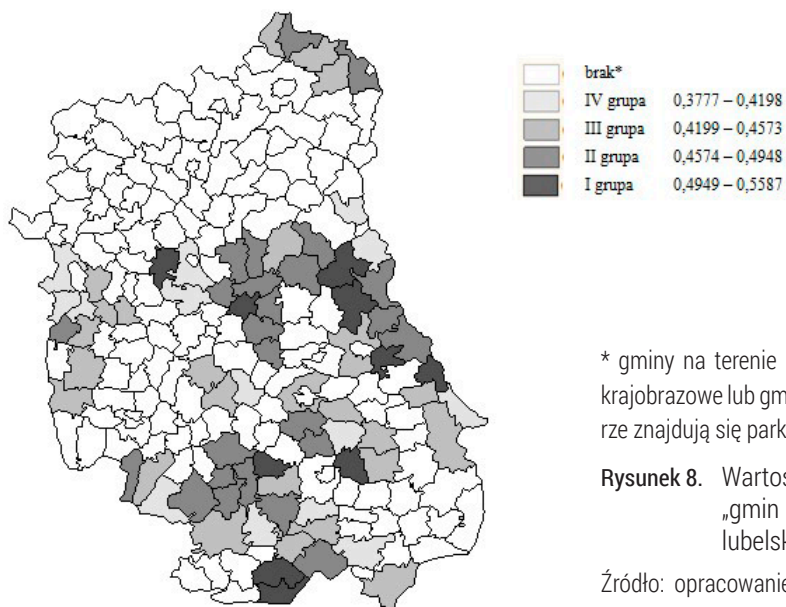 brak*
IV grupa 0,3777 – 0,4198
III grupa 0,4199 – 0,4573
II grupa 0,4574 – 0,4948
I grupa 0,4949 – 0,5587
* gminy na terenie
krajobrazowe lub gm
rze znajdują się park
Rysunek 8. Wartoś
„gmin
lubelsk
Źródło: opracowanie